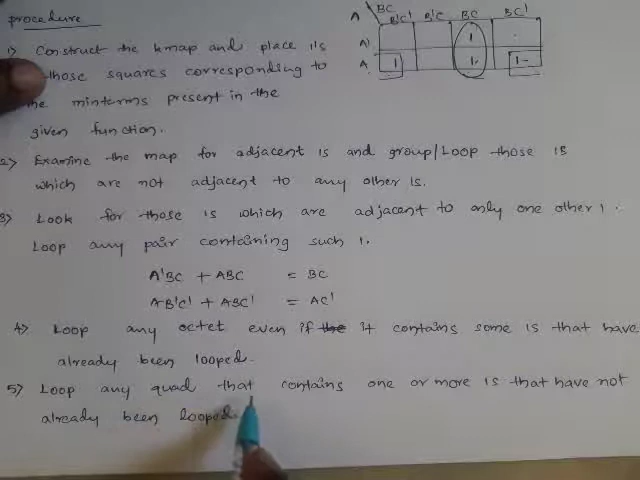 procedure
1) Construct the kmap and place 1s
those squares corresponding to
minterms present in the
given function.
2) Examine the map for adjacent 1s and group/Loop those 1s
which are not adjacent to any other 1s.
3) Look for those 1s which are adjacent to only one other 1.
Loop any pair containing such 1.
A'BC + ABC = BC
AB'C' + ABC' = AC'
4) Loop any octet even if it contains some 1s that have
already been looped.
5) Loop any quad that contains one or more 1s that have not
already been looped.
A BC
B'C' B'C BC BC'
A' 1
A 1 1 1